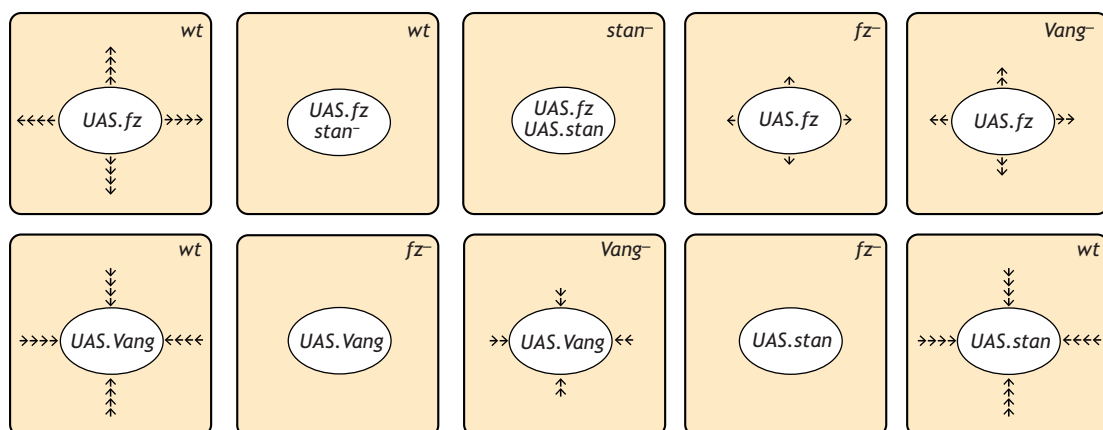 wt
UAS.fz
wt
UAS.fz
stan⁻
stan⁻
UAS.fz
UAS.stan
fz⁻
UAS.fz
Vang⁻
UAS.fz
wt
UAS.Vang
fz⁻
UAS.Vang
Vang⁻
UAS.Vang
fz⁻
UAS.stan
wt
UAS.stan